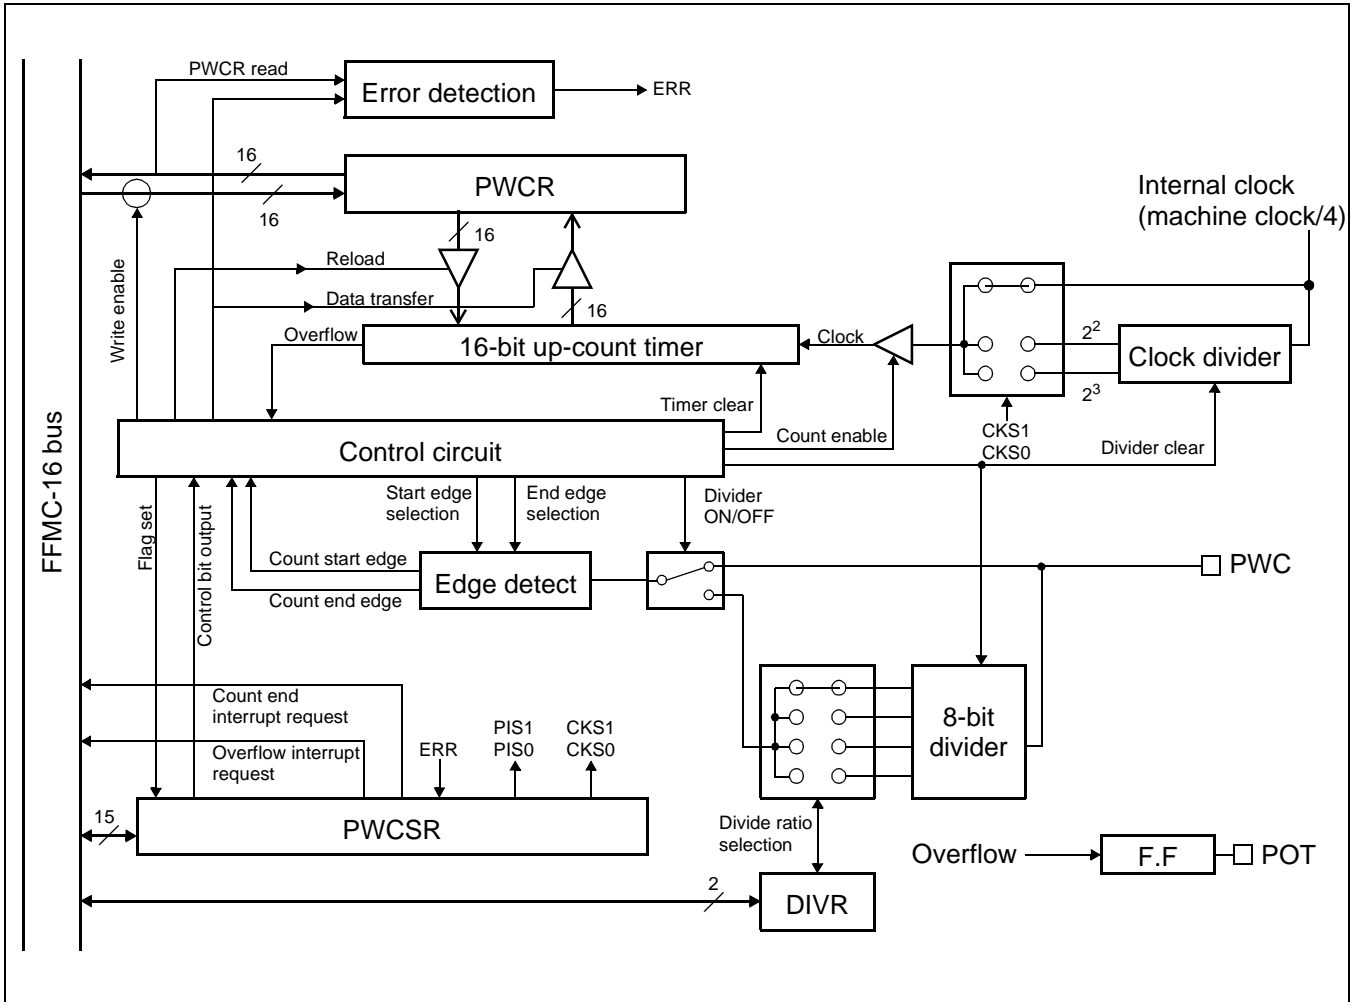 PWCR read
Error detection
ERR
16
16
PWCR
Internal clock
(machine clock/4)
16
Write enable
Reload
Data transfer
16
Overflow
16-bit up-count timer
Clock
2²
Clock divider
2³
Timer clear
Count enable
CKS1
CKS0
Divider clear
FFMC-16 bus
Control circuit
Flag set
Control bit output
Start edge
selection
End edge
selection
Divider
ON/OFF
Count start edge
Count end edge
Edge detect
PWC
Count end
interrupt request
Overflow interrupt
request
ERR
PIS1
PIS0
CKS1
CKS0
8-bit
divider
15
PWCSR
Divide ratio
selection
Overflow
F.F
POT
2
DIVR